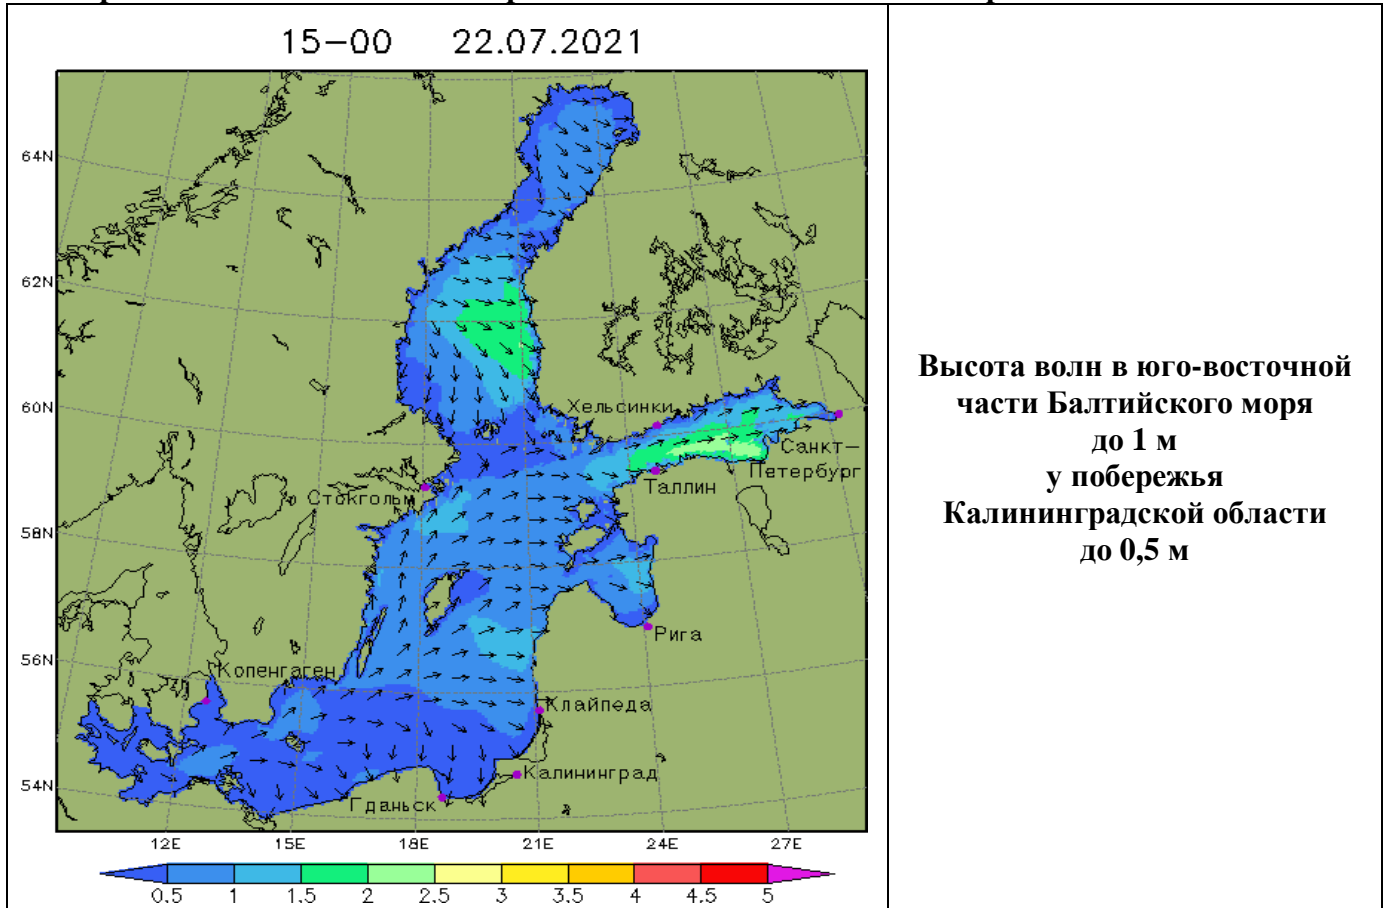 15-00 22.07.2021
64N
62N
60N
58N
56N
54N
12E 15E 18E 21E 24E 27E
Хельсинки
Санкт-
Петербург
Таллин
Стокгольм
Рига
Копенгаген
Клайпеда
Калининград
Гданьск
0.5 1 1.5 2 2.5 3 3.5 4 4.5 5
Высота волн в юго-восточной
части Балтийского моря
до 1 м
у побережья
Калининградской области
до 0,5 м